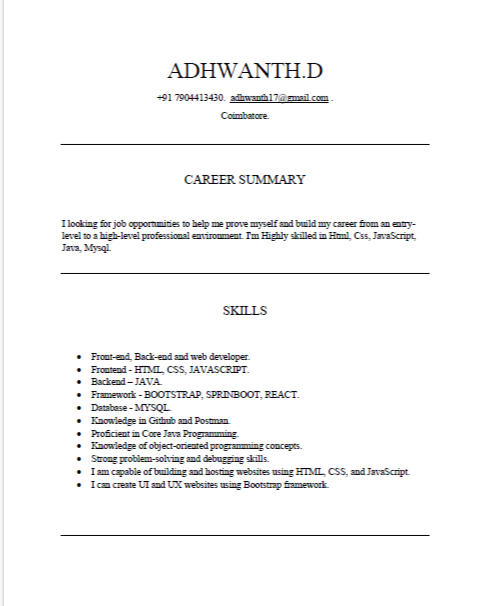 ADHWANTH.D
+91 7904413430. adhwanth17@gmail.com .
Coimbatore.
CAREER SUMMARY
I looking for job opportunities to help me prove myself and build my career from an entry-
level to a high-level professional environment. I'm Highly skilled in Html, Css, JavaScript,
Java, Mysql.
SKILLS
• Front-end, Back-end and web developer.
• Frontend - HTML, CSS, JAVASCRIPT.
• Backend – JAVA.
• Framework - BOOTSTRAP, SPRINBOOT, REACT.
• Database - MYSQL.
• Knowledge in Github and Postman.
• Proficient in Core Java Programming.
• Knowledge of object-oriented programming concepts.
• Strong problem-solving and debugging skills.
• I am capable of building and hosting websites using HTML, CSS, and JavaScript.
• I can create UI and UX websites using Bootstrap framework.